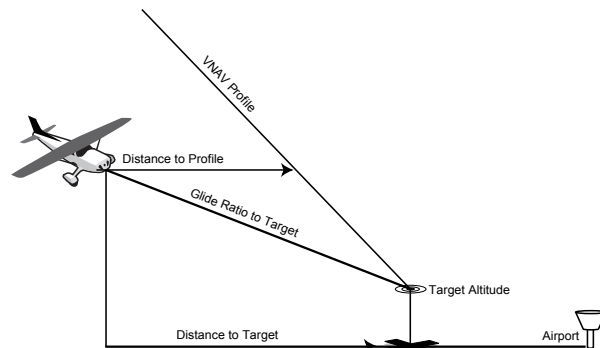 VNAV Profile
Distance to Profile
Glide Ratio to Target
Target Altitude
Distance to Target
Airport